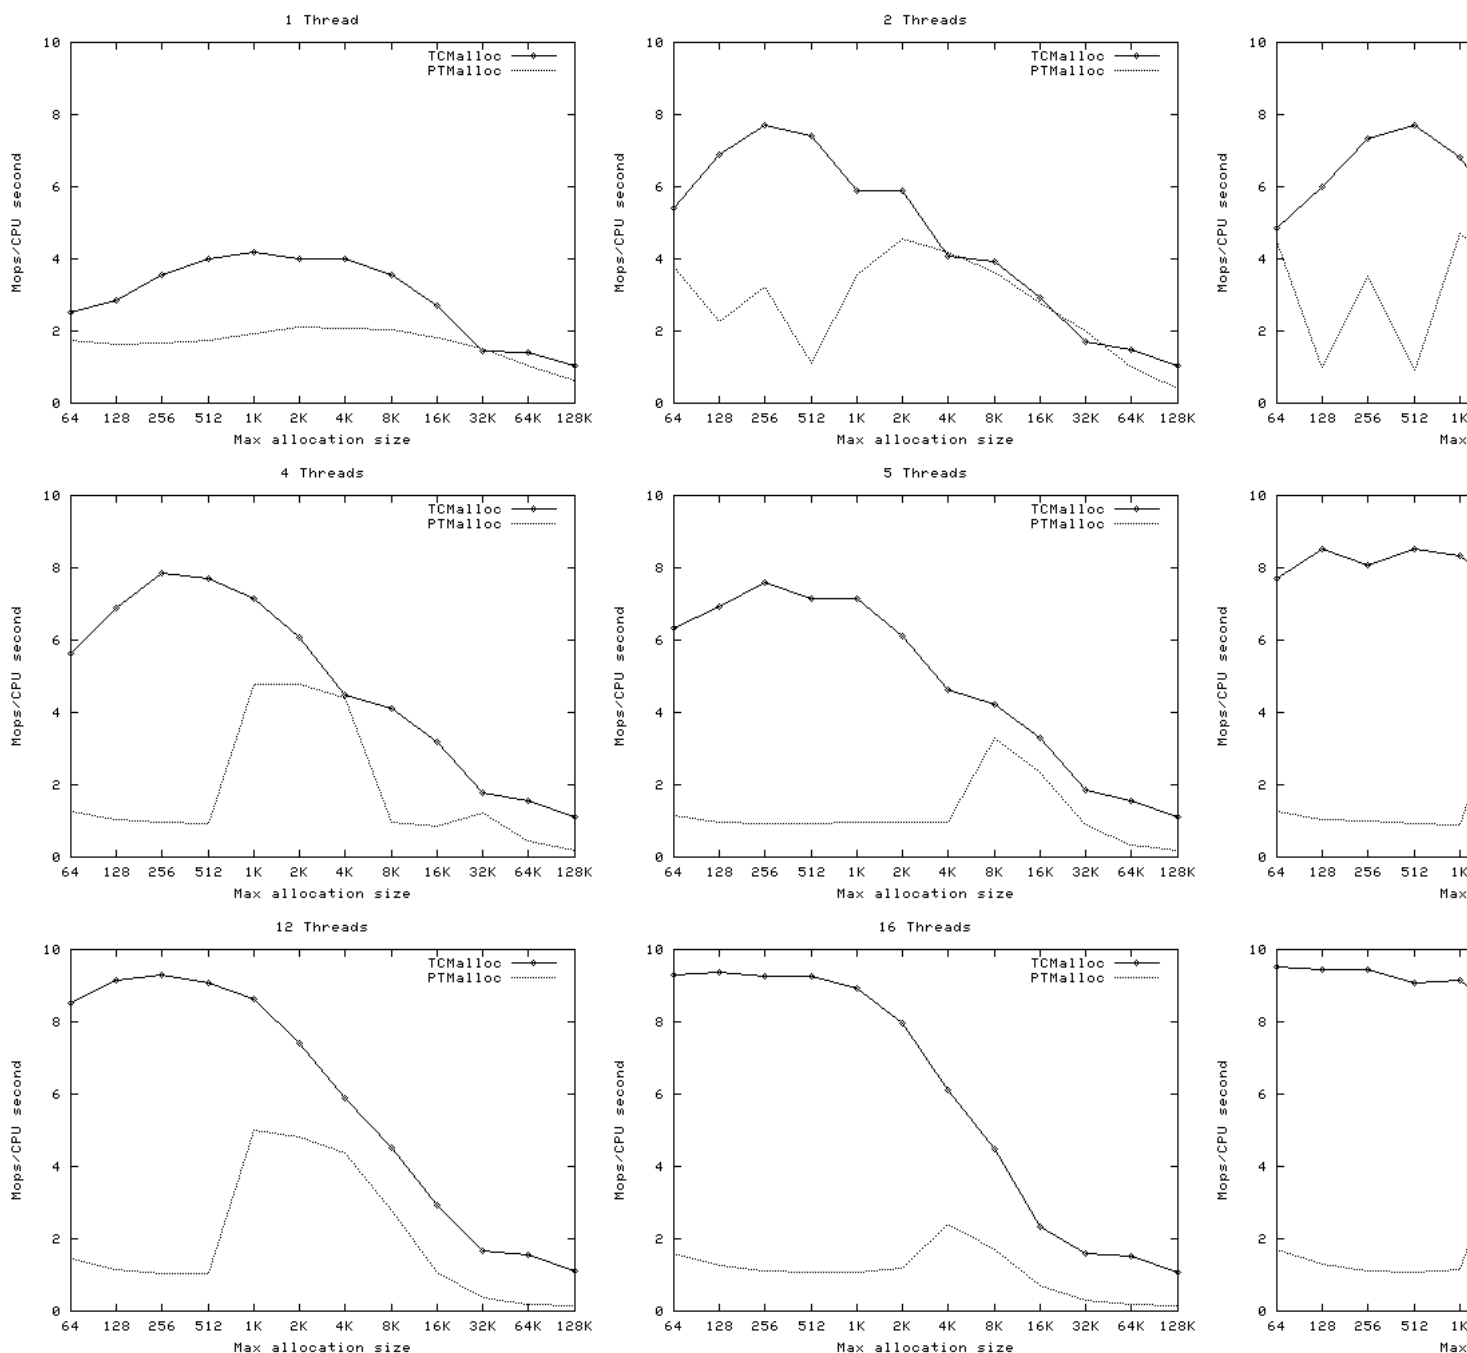 1 Thread
10
8
6
4
2
0
Mops/CPU second
TCMalloc
PTMalloc
64 128 256 512 1K 2K 4K 8K 16K 32K 64K 128K
Max allocation size
2 Threads
10
8
6
4
2
0
Mops/CPU second
TCMalloc
PTMalloc
64 128 256 512 1K 2K 4K 8K 16K 32K 64K 128K
Max allocation size
10
8
6
4
2
0
Mops/CPU second
64 128 256 512 1K
Max
4 Threads
10
8
6
4
2
0
Mops/CPU second
TCMalloc
PTMalloc
64 128 256 512 1K 2K 4K 8K 16K 32K 64K 128K
Max allocation size
5 Threads
10
8
6
4
2
0
Mops/CPU second
TCMalloc
PTMalloc
64 128 256 512 1K 2K 4K 8K 16K 32K 64K 128K
Max allocation size
10
8
6
4
2
0
Mops/CPU second
64 128 256 512 1K
Max
12 Threads
10
8
6
4
2
0
Mops/CPU second
TCMalloc
PTMalloc
64 128 256 512 1K 2K 4K 8K 16K 32K 64K 128K
Max allocation size
16 Threads
10
8
6
4
2
0
Mops/CPU second
TCMalloc
PTMalloc
64 128 256 512 1K 2K 4K 8K 16K 32K 64K 128K
Max allocation size
10
8
6
4
2
0
Mops/CPU second
64 128 256 512 1K
Max